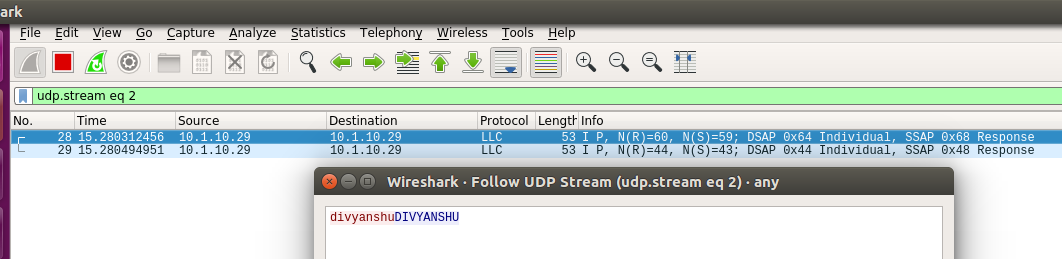 ark
File Edit View Go Capture Analyze Statistics Telephony Wireless Tools Help
udp.stream eq 2
No. Time Source Destination Protocol Length Info
28 15.280312456 10.1.10.29 10.1.10.29 LLC 53 I P, N(R)=60, N(S)=59; DSAP 0x64 Individual, SSAP 0x68 Response
29 15.280494951 10.1.10.29 10.1.10.29 LLC 53 I P, N(R)=44, N(S)=43; DSAP 0x44 Individual, SSAP 0x48 Response
Wireshark · Follow UDP Stream (udp.stream eq 2) · any
divyanshuDIVYANSHU